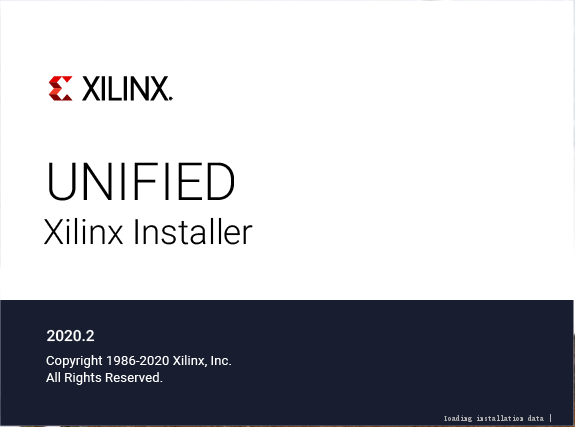 XILINX.
UNIFIED
Xilinx Installer
2020.2
Copyright 1986-2020 Xilinx, Inc.
All Rights Reserved.
loading installation data |